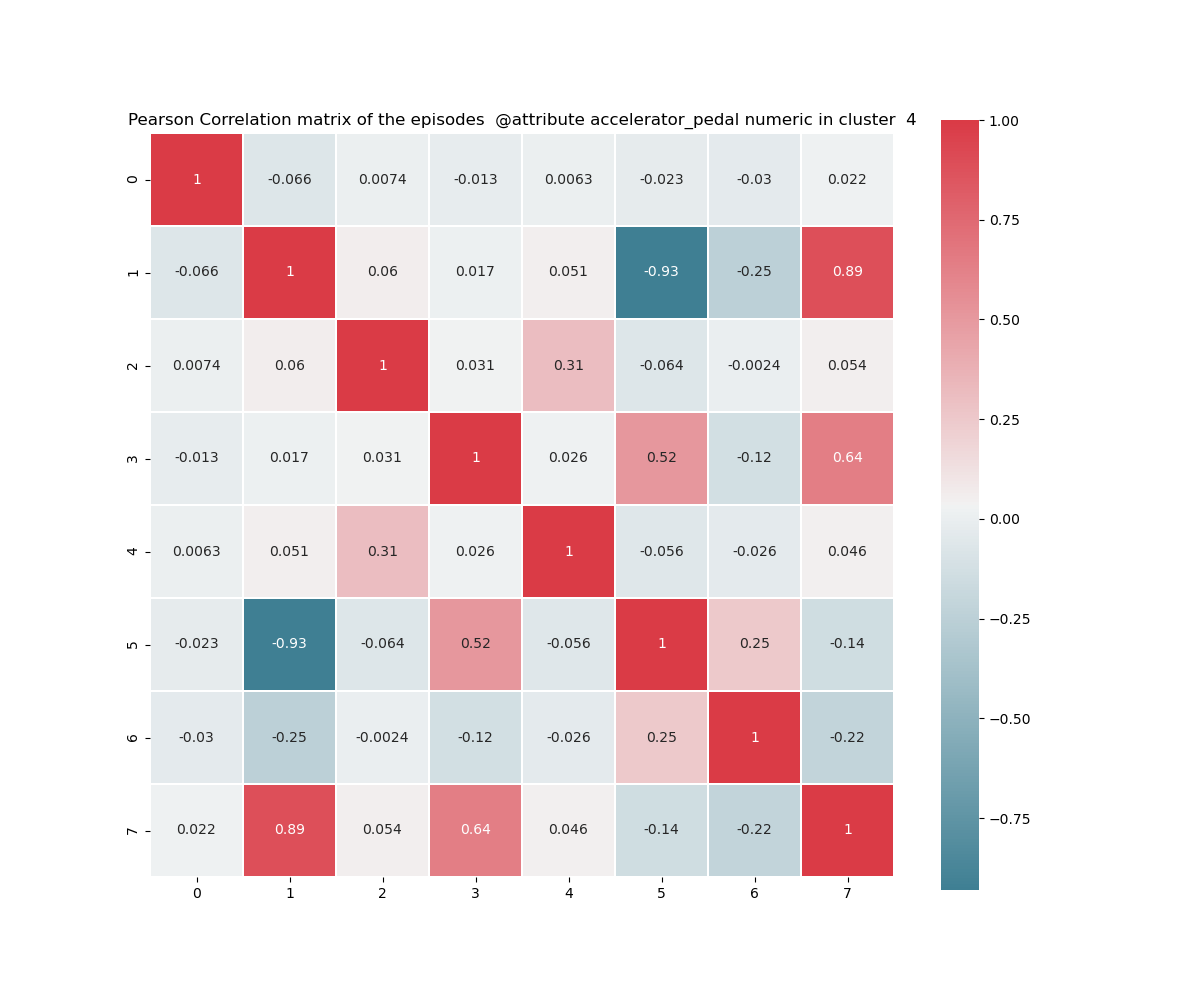 Pearson Correlation matrix of the episodes  @attribute accelerator_pedal numeric in cluster  4
1.00
0 1 -0.066 0.0074 -0.013 0.0063 -0.023 -0.03 0.022
0.75
1 -0.066 1 0.06 0.017 0.051 -0.93 -0.25 0.89
0.50
2 0.0074 0.06 1 0.031 0.31 -0.064 -0.0024 0.054
0.25
3 -0.013 0.017 0.031 1 0.026 0.52 -0.12 0.64
0.00
4 0.0063 0.051 0.31 0.026 1 -0.056 -0.026 0.046
−0.25
5 -0.023 -0.93 -0.064 0.52 -0.056 1 0.25 -0.14
−0.50
6 -0.03 -0.25 -0.0024 -0.12 -0.026 0.25 1 -0.22
−0.75
7 0.022 0.89 0.054 0.64 0.046 -0.14 -0.22 1
0 1 2 3 4 5 6 7